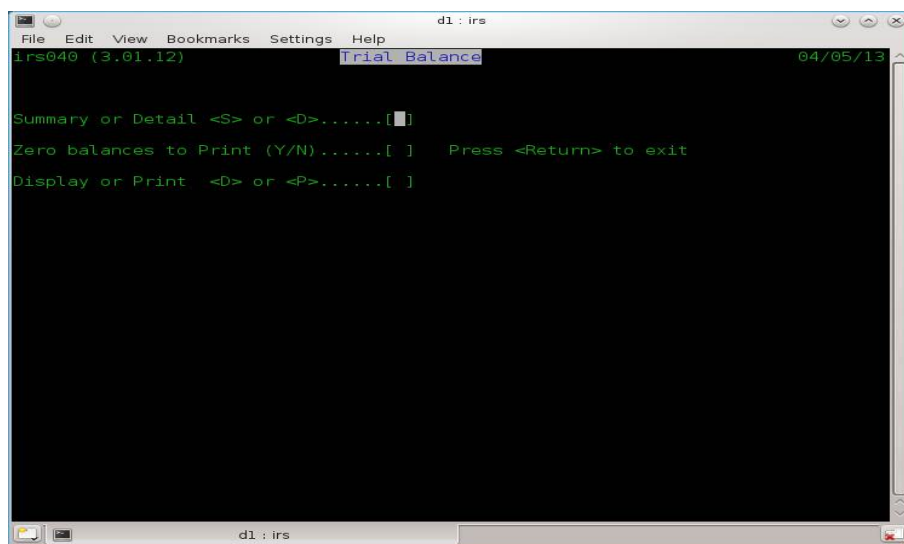 d1 : irs
File Edit View Bookmarks Settings Help
irs040 (3.01.12) Trial Balance 04/05/13
Summary or Detail <S> or <D>......[ ]
Zero balances to Print (Y/N)......[ ] Press <Return> to exit
Display or Print <D> or <P>......[ ]
d1 : irs